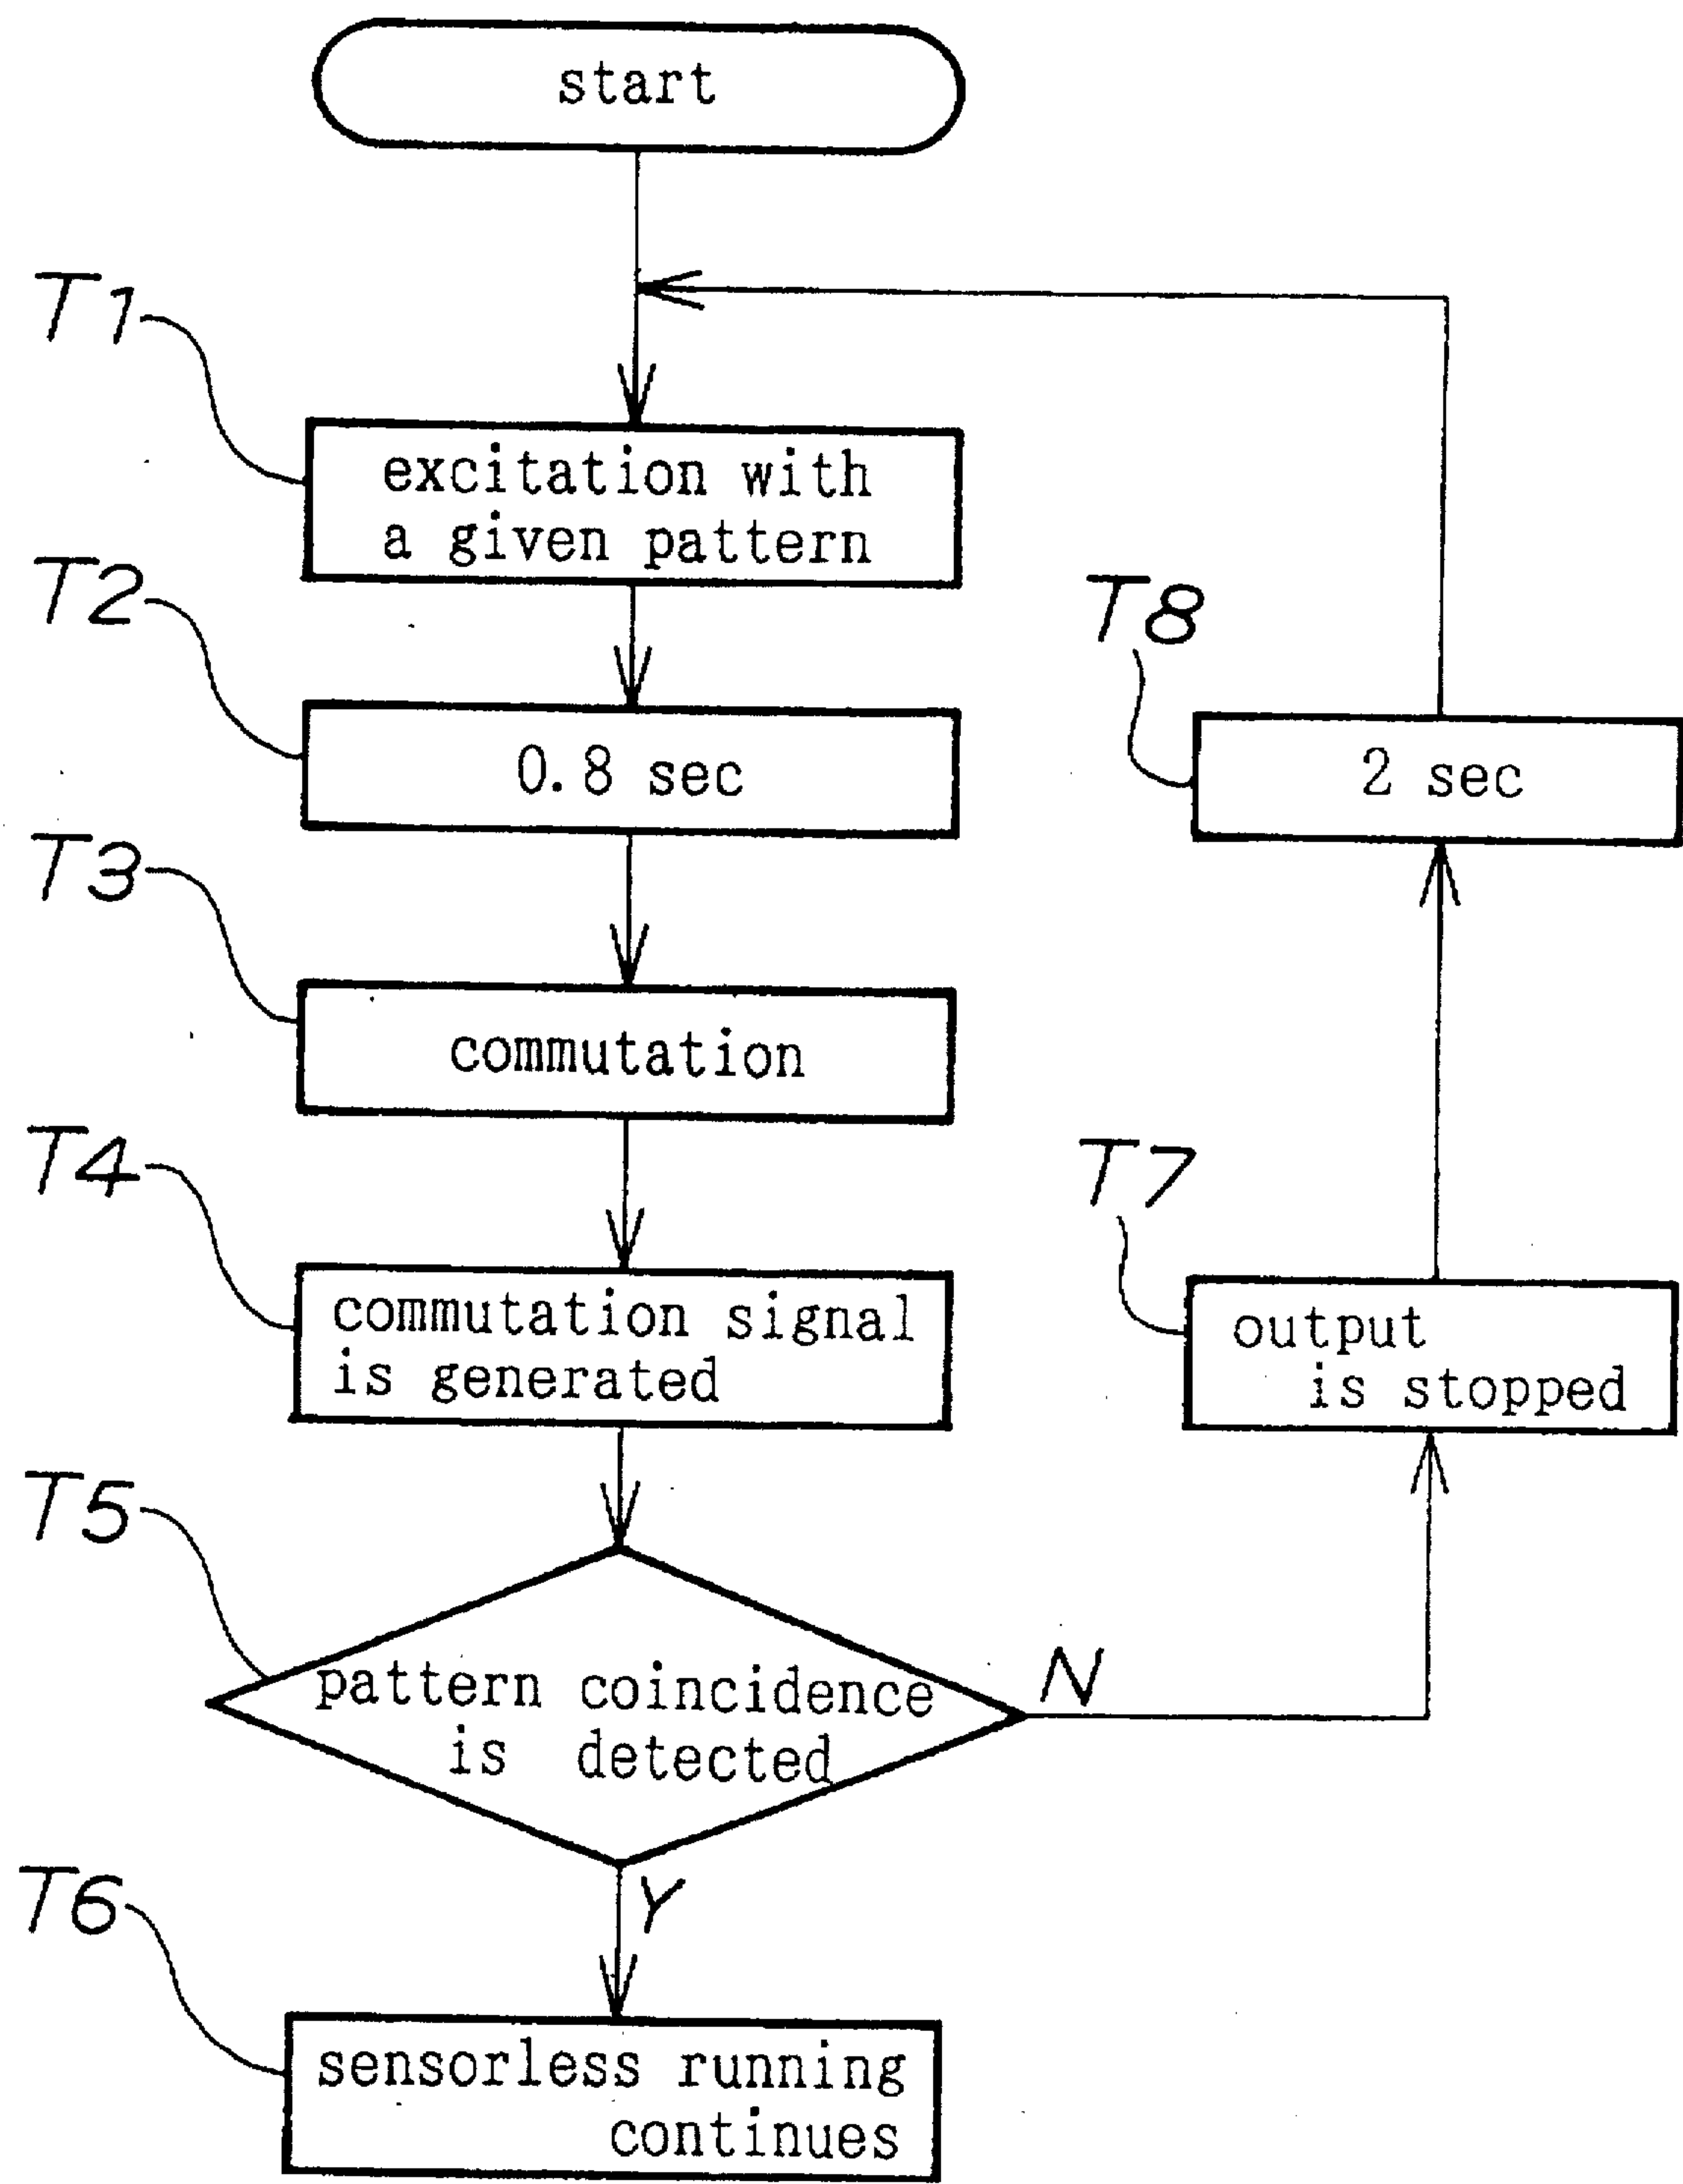 start
T1
excitation with
a given pattern
T2
0.8 sec
T8
2 sec
T3
commutation
T4
commutation signal
is generated
T7
output
is stopped
T5
pattern coincidence
is detected
N
Y
T6
sensorless running
continues